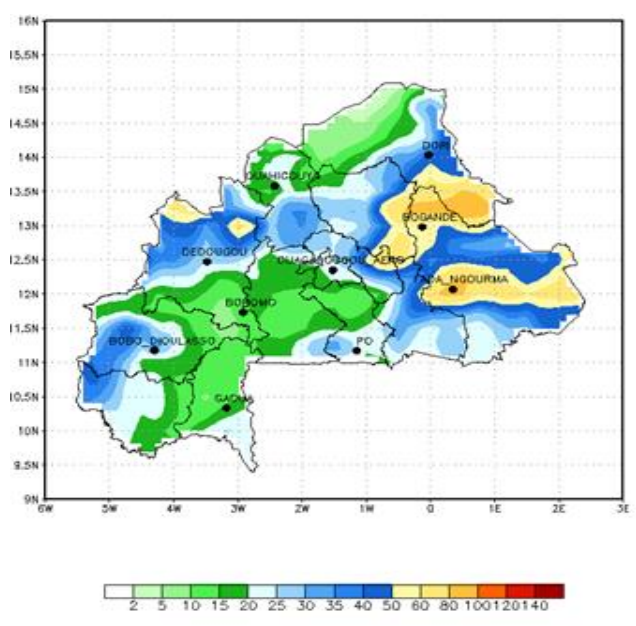 16N
15.5N
15N
14.5N
14N
DORI
OUAHIGOUYA
13.5N
BOGANDE
13N
DEDOUGOU
12.5N
OUAGADOUGOU_AERO
FADA_NGOURMA
12N
BOROMO
11.5N
BOBO_DIOULASSO
PO
11N
10.5N
GAOUA
10N
9.5N
9N
6W 5W 4W 3W 2W 1W 0 1E 2E 3E
2 5 10 15 20 25 30 35 40 50 60 80 100 120 140